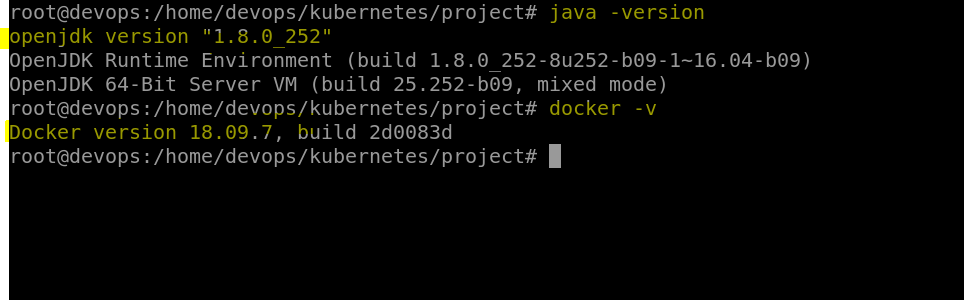 root@devops:/home/devops/kubernetes/project# java -version
openjdk version "1.8.0_252"
OpenJDK Runtime Environment (build 1.8.0_252-8u252-b09-1~16.04-b09)
OpenJDK 64-Bit Server VM (build 25.252-b09, mixed mode)
root@devops:/home/devops/kubernetes/project# docker -v
Docker version 18.09.7, build 2d0083d
root@devops:/home/devops/kubernetes/project#